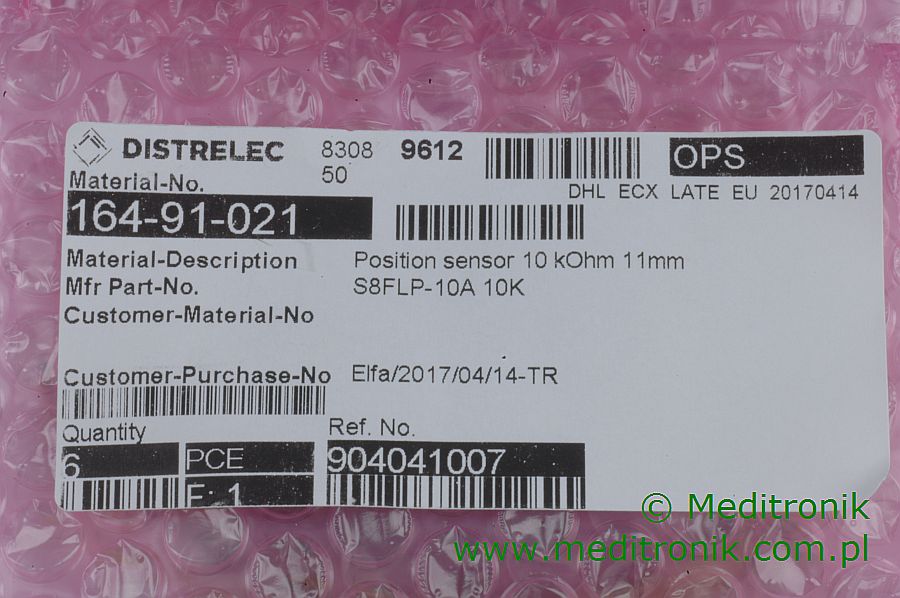 DISTRELEC 8308 50 9612 OPS
DHL ECX LATE EU 20170414
Material-No.
164-91-021
Material-Description Position sensor 10 kOhm 11mm
Mfr Part-No. S8FLP-10A 10K
Customer-Material-No
Customer-Purchase-No Elfa/2017/04/14-TR
Quantity Ref. No.
6 PCE 904041007
F: 1
© Meditronik
www.meditronik.com.pl